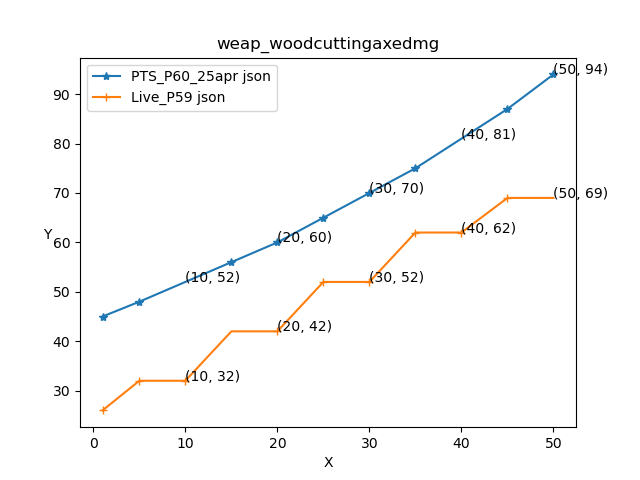 weap_woodcuttingaxedmg
PTS_P60_25apr json
Live_P59 json
(50, 94)
(40, 81)
(30, 70)
(20, 60)
(10, 52)
(50, 69)
(40, 62)
(30, 52)
(20, 42)
(10, 32)
Y
90
80
70
60
50
40
30
0 10 20 30 40 50
X